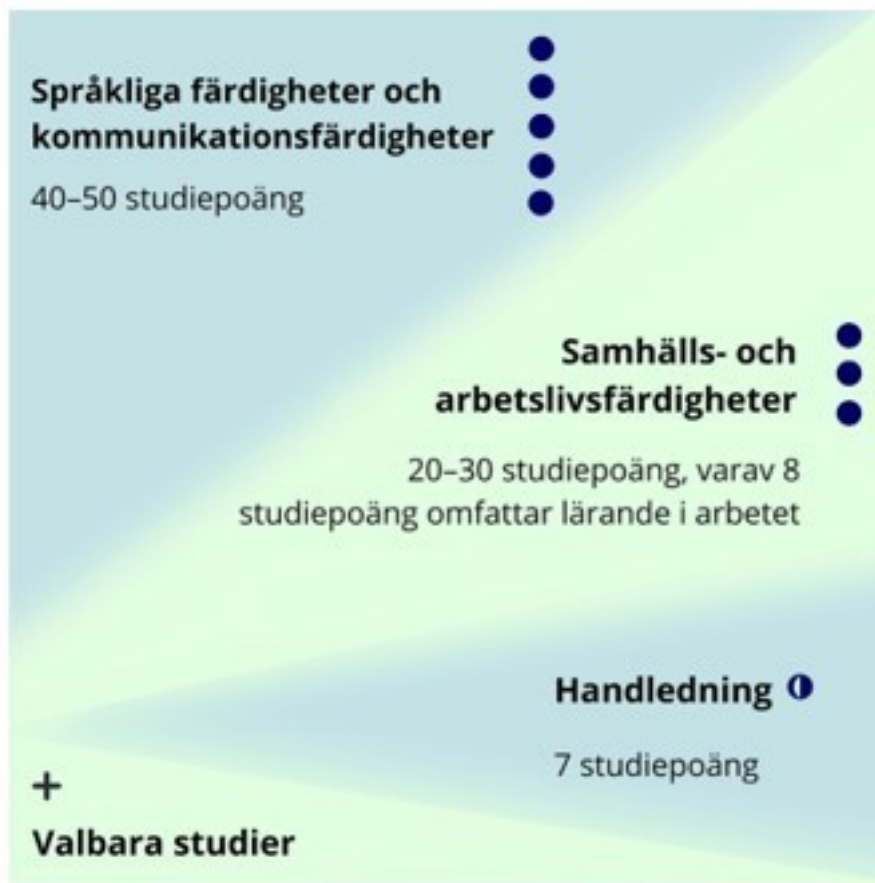 Språkliga färdigheter och
kommunikationsfärdigheter
40–50 studiepoäng
Samhälls- och
arbetslivsfärdigheter
20–30 studiepoäng, varav 8
studiepoäng omfattar lärande i arbetet
Handledning
7 studiepoäng
+
Valbara studier